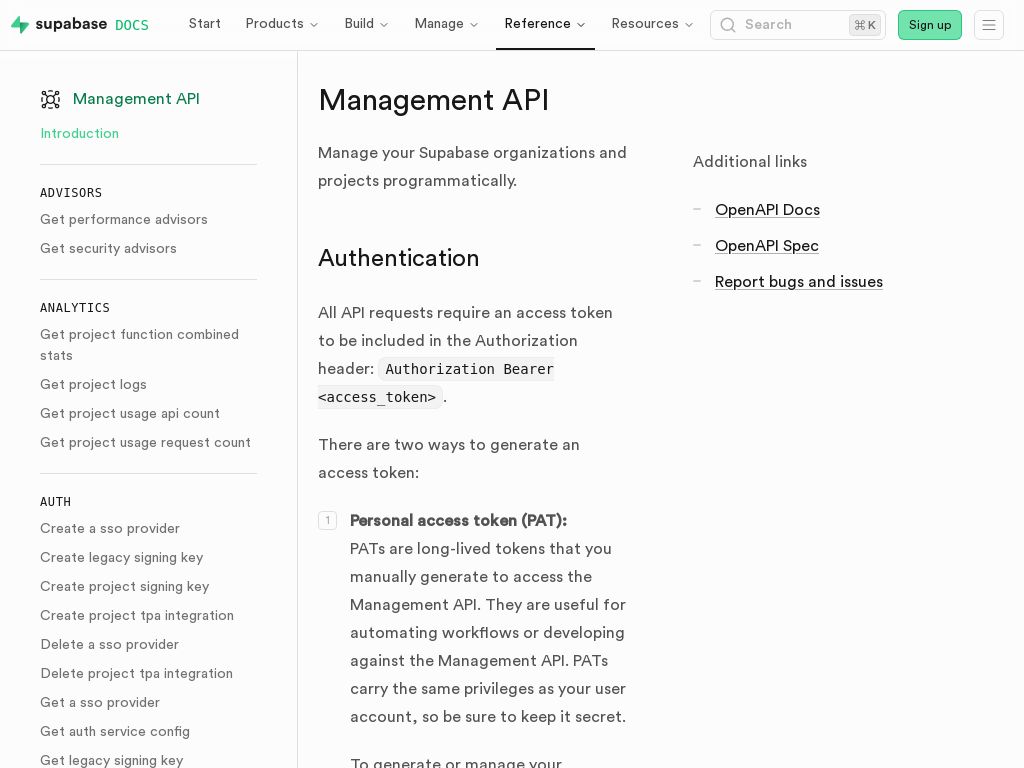 supabase DOCS
Start
Products
Build
Manage
Reference
Resources
Search
⌘K
Sign up
Management API
Introduction
ADVISORS
Get performance advisors
Get security advisors
ANALYTICS
Get project function combined
stats
Get project logs
Get project usage api count
Get project usage request count
AUTH
Create a sso provider
Create legacy signing key
Create project signing key
Create project tpa integration
Delete a sso provider
Delete project tpa integration
Get a sso provider
Get auth service config
Get legacy signing key
Management API
Manage your Supabase organizations and
projects programmatically.
Authentication
All API requests require an access token
to be included in the Authorization
header: Authorization Bearer
<access_token>.
There are two ways to generate an
access token:
1
Personal access token (PAT):
PATs are long-lived tokens that you
manually generate to access the
Management API. They are useful for
automating workflows or developing
against the Management API. PATs
carry the same privileges as your user
account, so be sure to keep it secret.
To generate or manage your
Additional links
OpenAPI Docs
OpenAPI Spec
Report bugs and issues